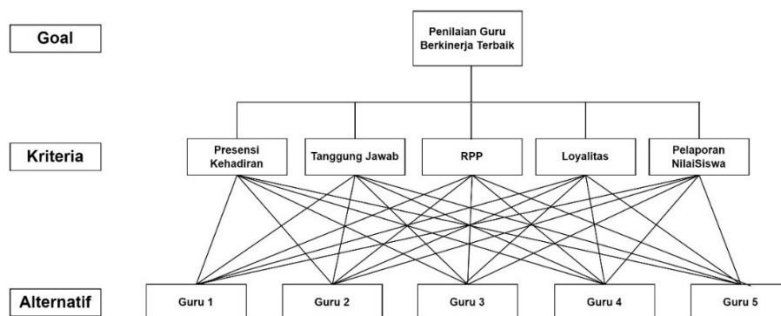 Goal
Penilaian Guru
Berkinerja Terbaik
Kriteria
Presensi
Kehadiran
Tanggung Jawab
RPP
Loyalitas
Pelaporan
NilaiSiswa
Alternatif
Guru 1
Guru 2
Guru 3
Guru 4
Guru 5